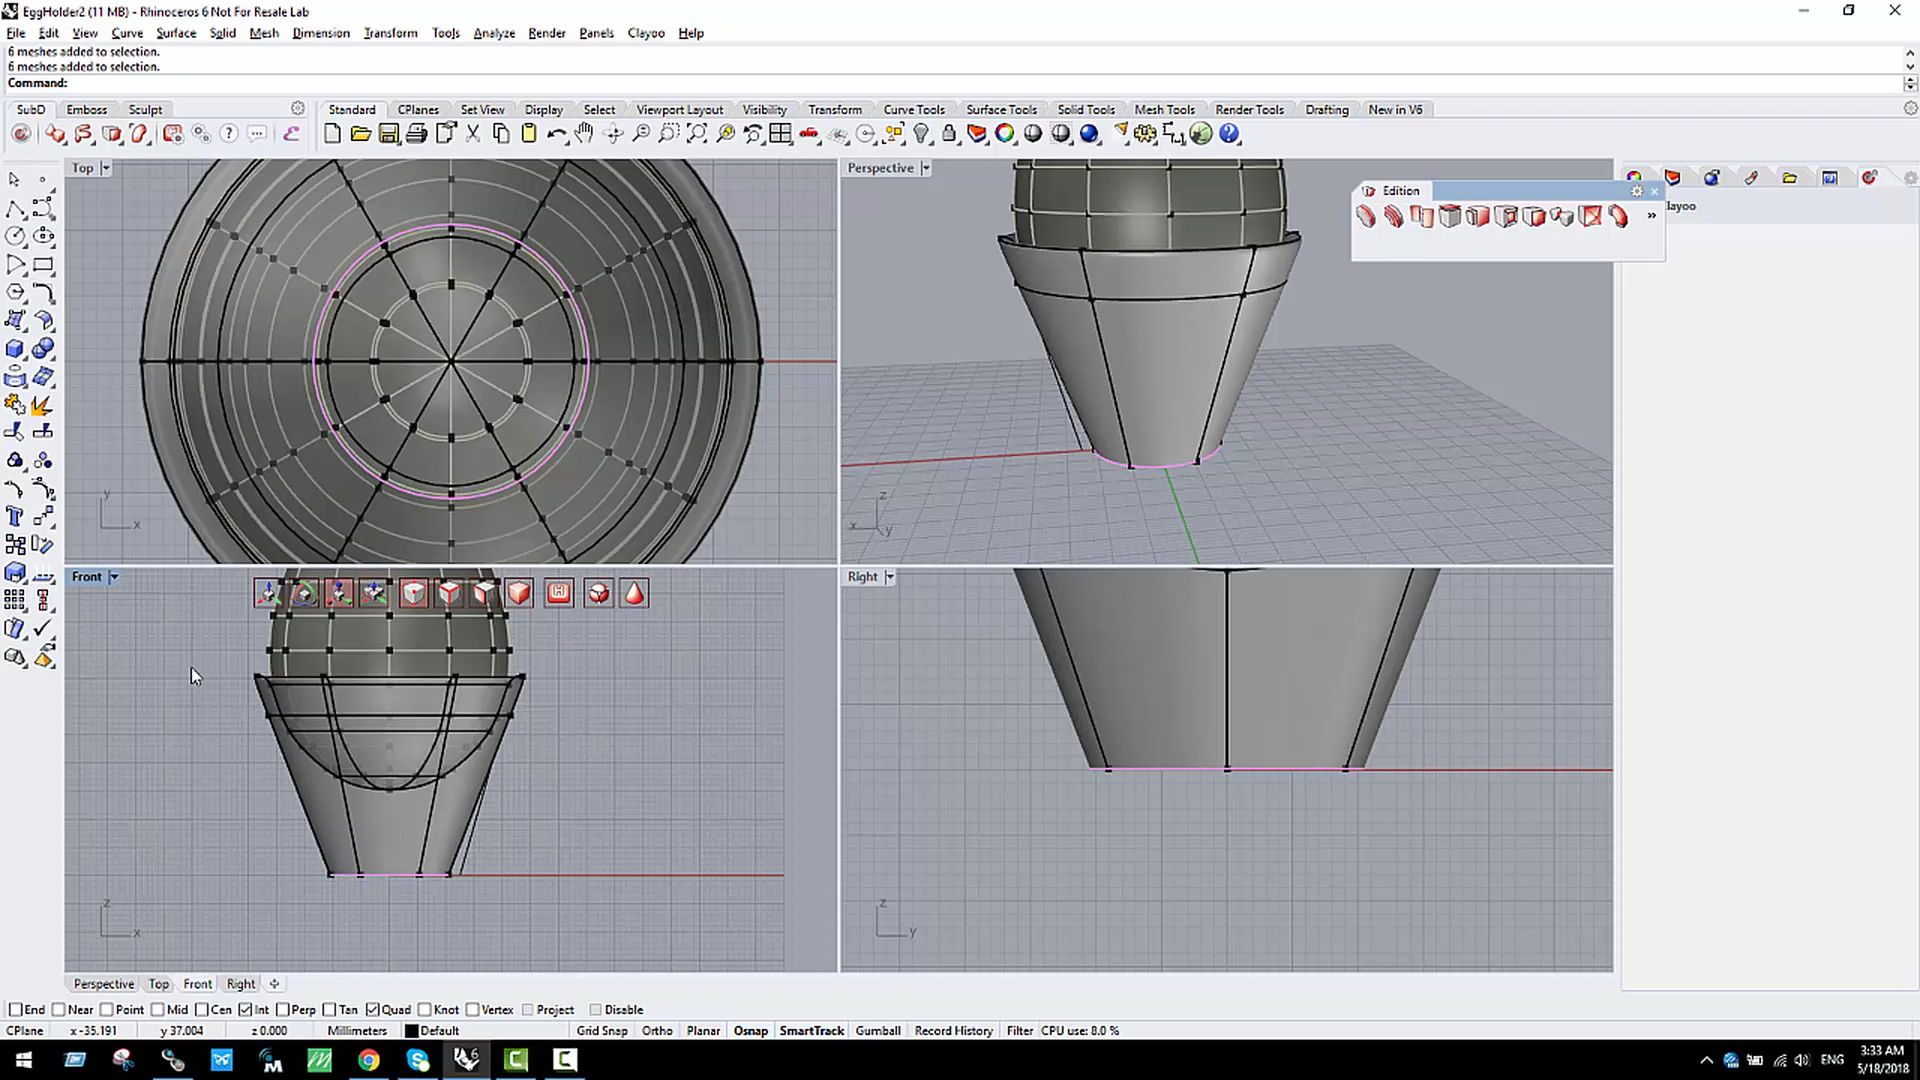 EggHolder2 (11 MB) - Rhinoceros 6 Not For Resale Lab
File Edit View Curve Surface Solid Mesh Dimension Transform Tools Analyze Render Panels Clayoo Help
6 meshes added to selection.
6 meshes added to selection.
Command:
SubD Emboss Sculpt
Standard CPlanes Set View Display Select Viewport Layout Visibility Transform Curve Tools Surface Tools Solid Tools Mesh Tools Render Tools Drafting New in V6
Top
Perspective
Edition
layoo
y
x
z
x
y
Front
Right
z
x
z
y
Perspective Top Front Right
End Near Point Mid Cen Int Perp Tan Quad Knot Vertex Project Disable
CPlane x -35.191 y 37.004 z 0.000 Millimeters Default Grid Snap Ortho Planar Osnap SmartTrack Gumball Record History Filter CPU use: 8.0 %
ENG
3:33 AM
5/18/2018